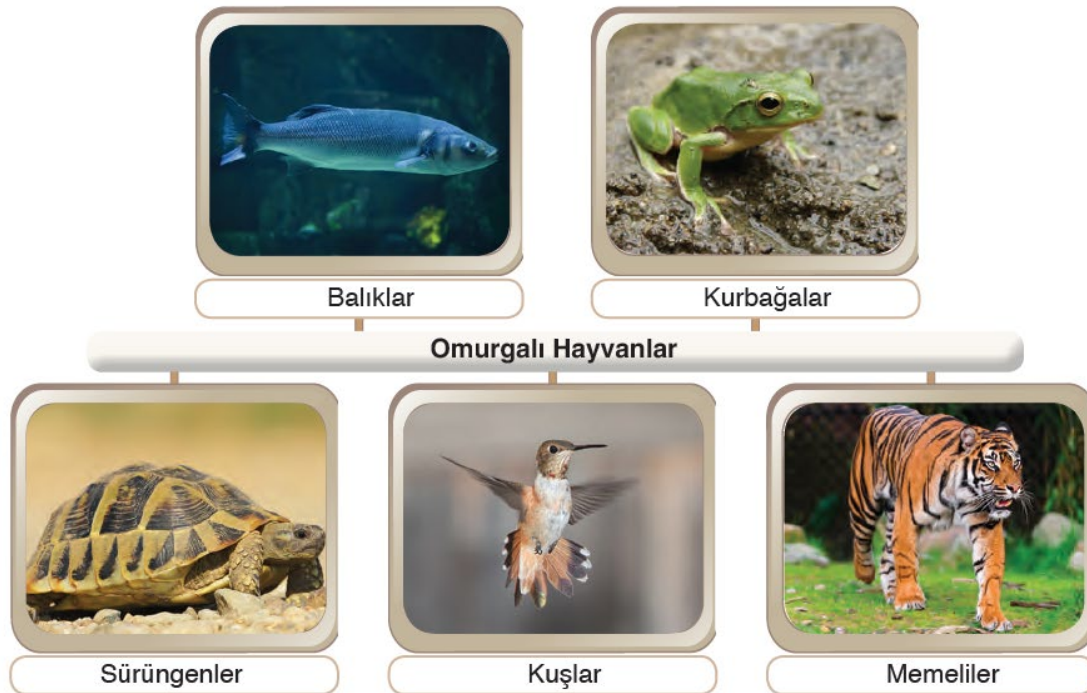 Balıklar
Kurbağalar
Omurgalı Hayvanlar
Sürüngenler
Kuşlar
Memeliler